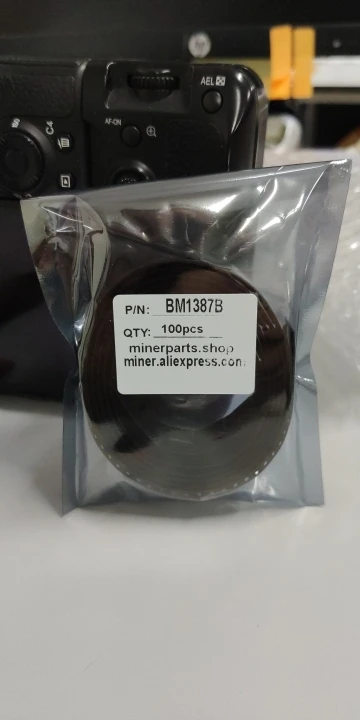 AEL
AF-ON
C4
P/N: BM1387B
QTY: 100pcs
minerparts.shop
miner.aliexpress.com